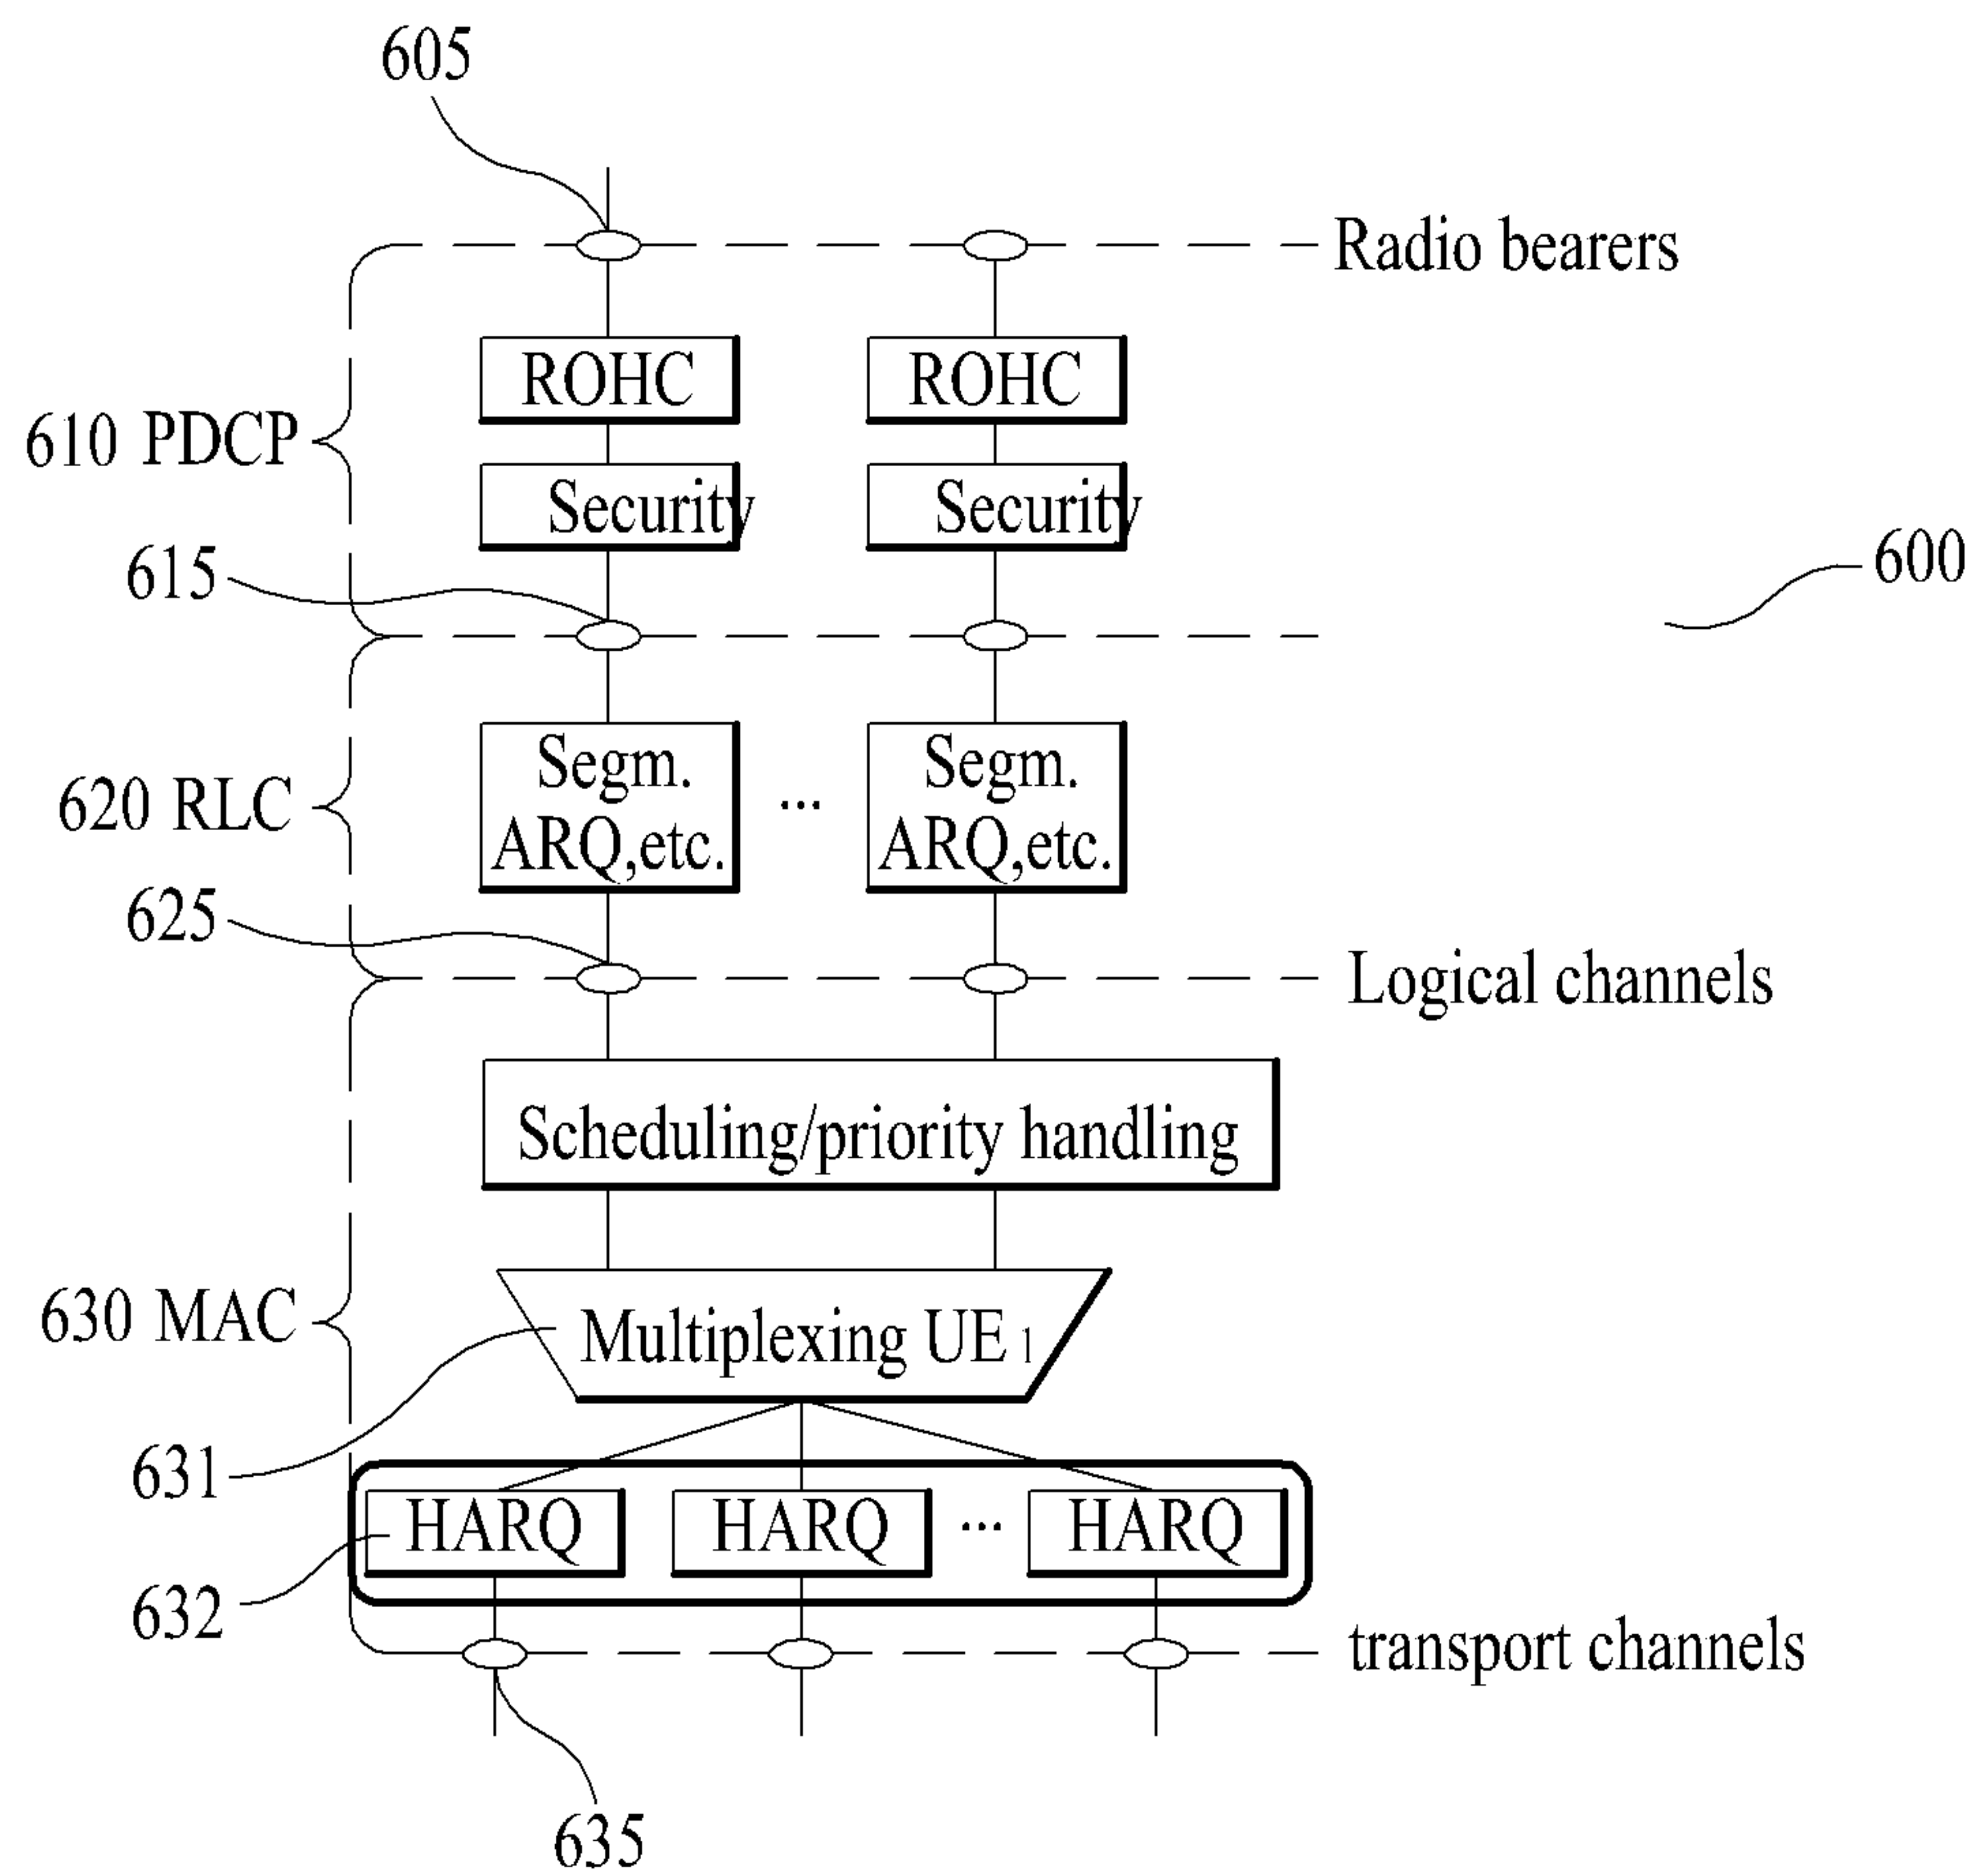 605
Radio bearers
ROHC ROHC
610 PDCP
Security Security
615
600
Segm. Segm.
620 RLC ...
ARQ,etc. ARQ,etc.
625
Logical channels
Scheduling/priority handling
630 MAC
Multiplexing UE 1
631
HARQ HARQ ... HARQ
632
transport channels
635